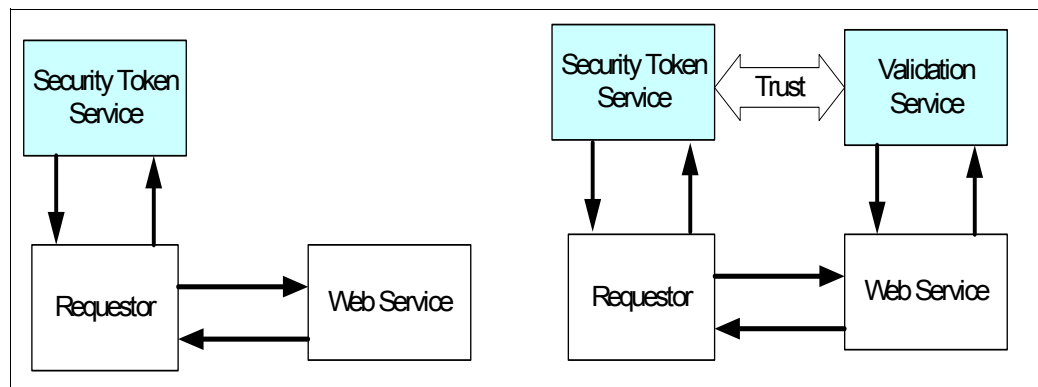 Security Token
Service
Requestor
Web Service
Security Token
Service
Trust
Validation
Service
Requestor
Web Service